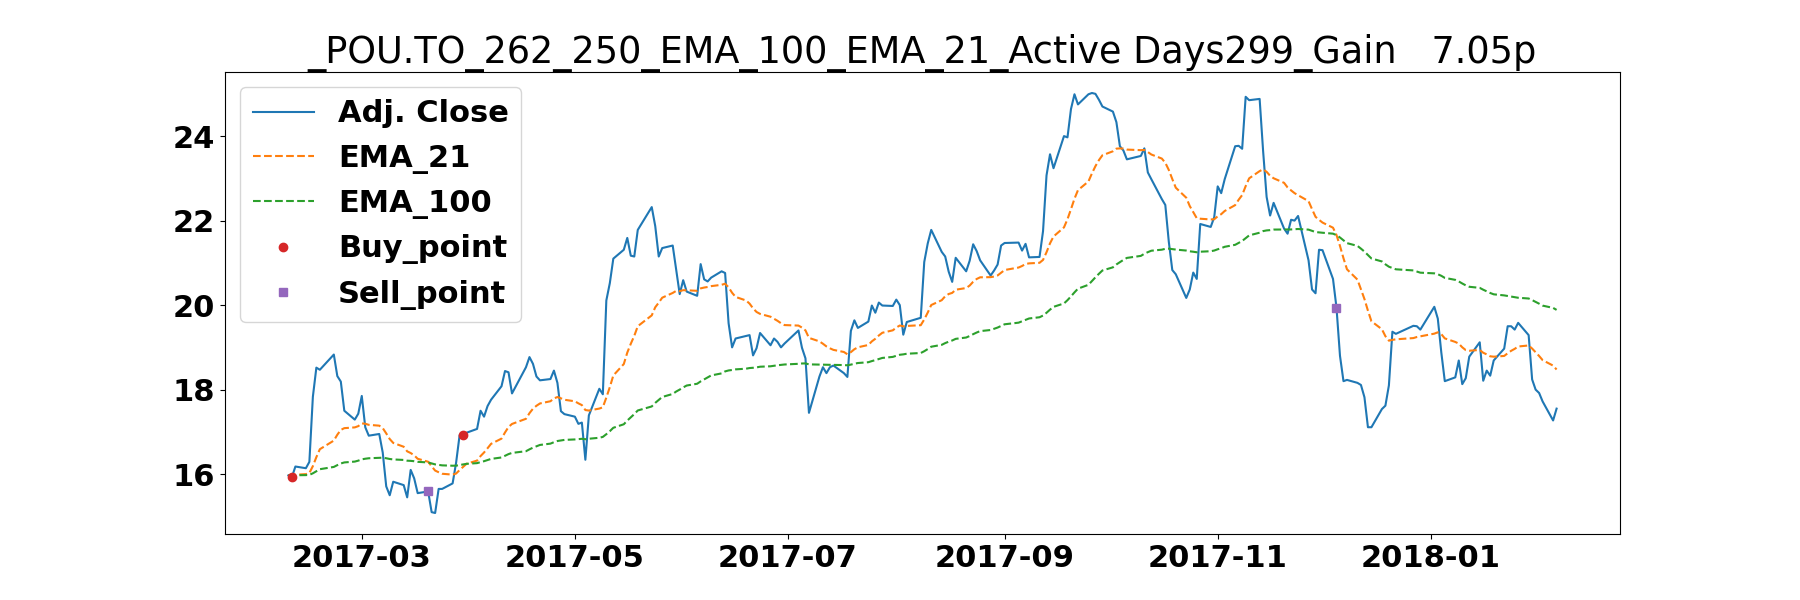 _POU.TO_262_250_EMA_100_EMA_21_Active Days299_Gain   7.05p
Adj. Close
EMA_21
EMA_100
Buy_point
Sell_point
24
22
20
18
16
2017-03
2017-05
2017-07
2017-09
2017-11
2018-01